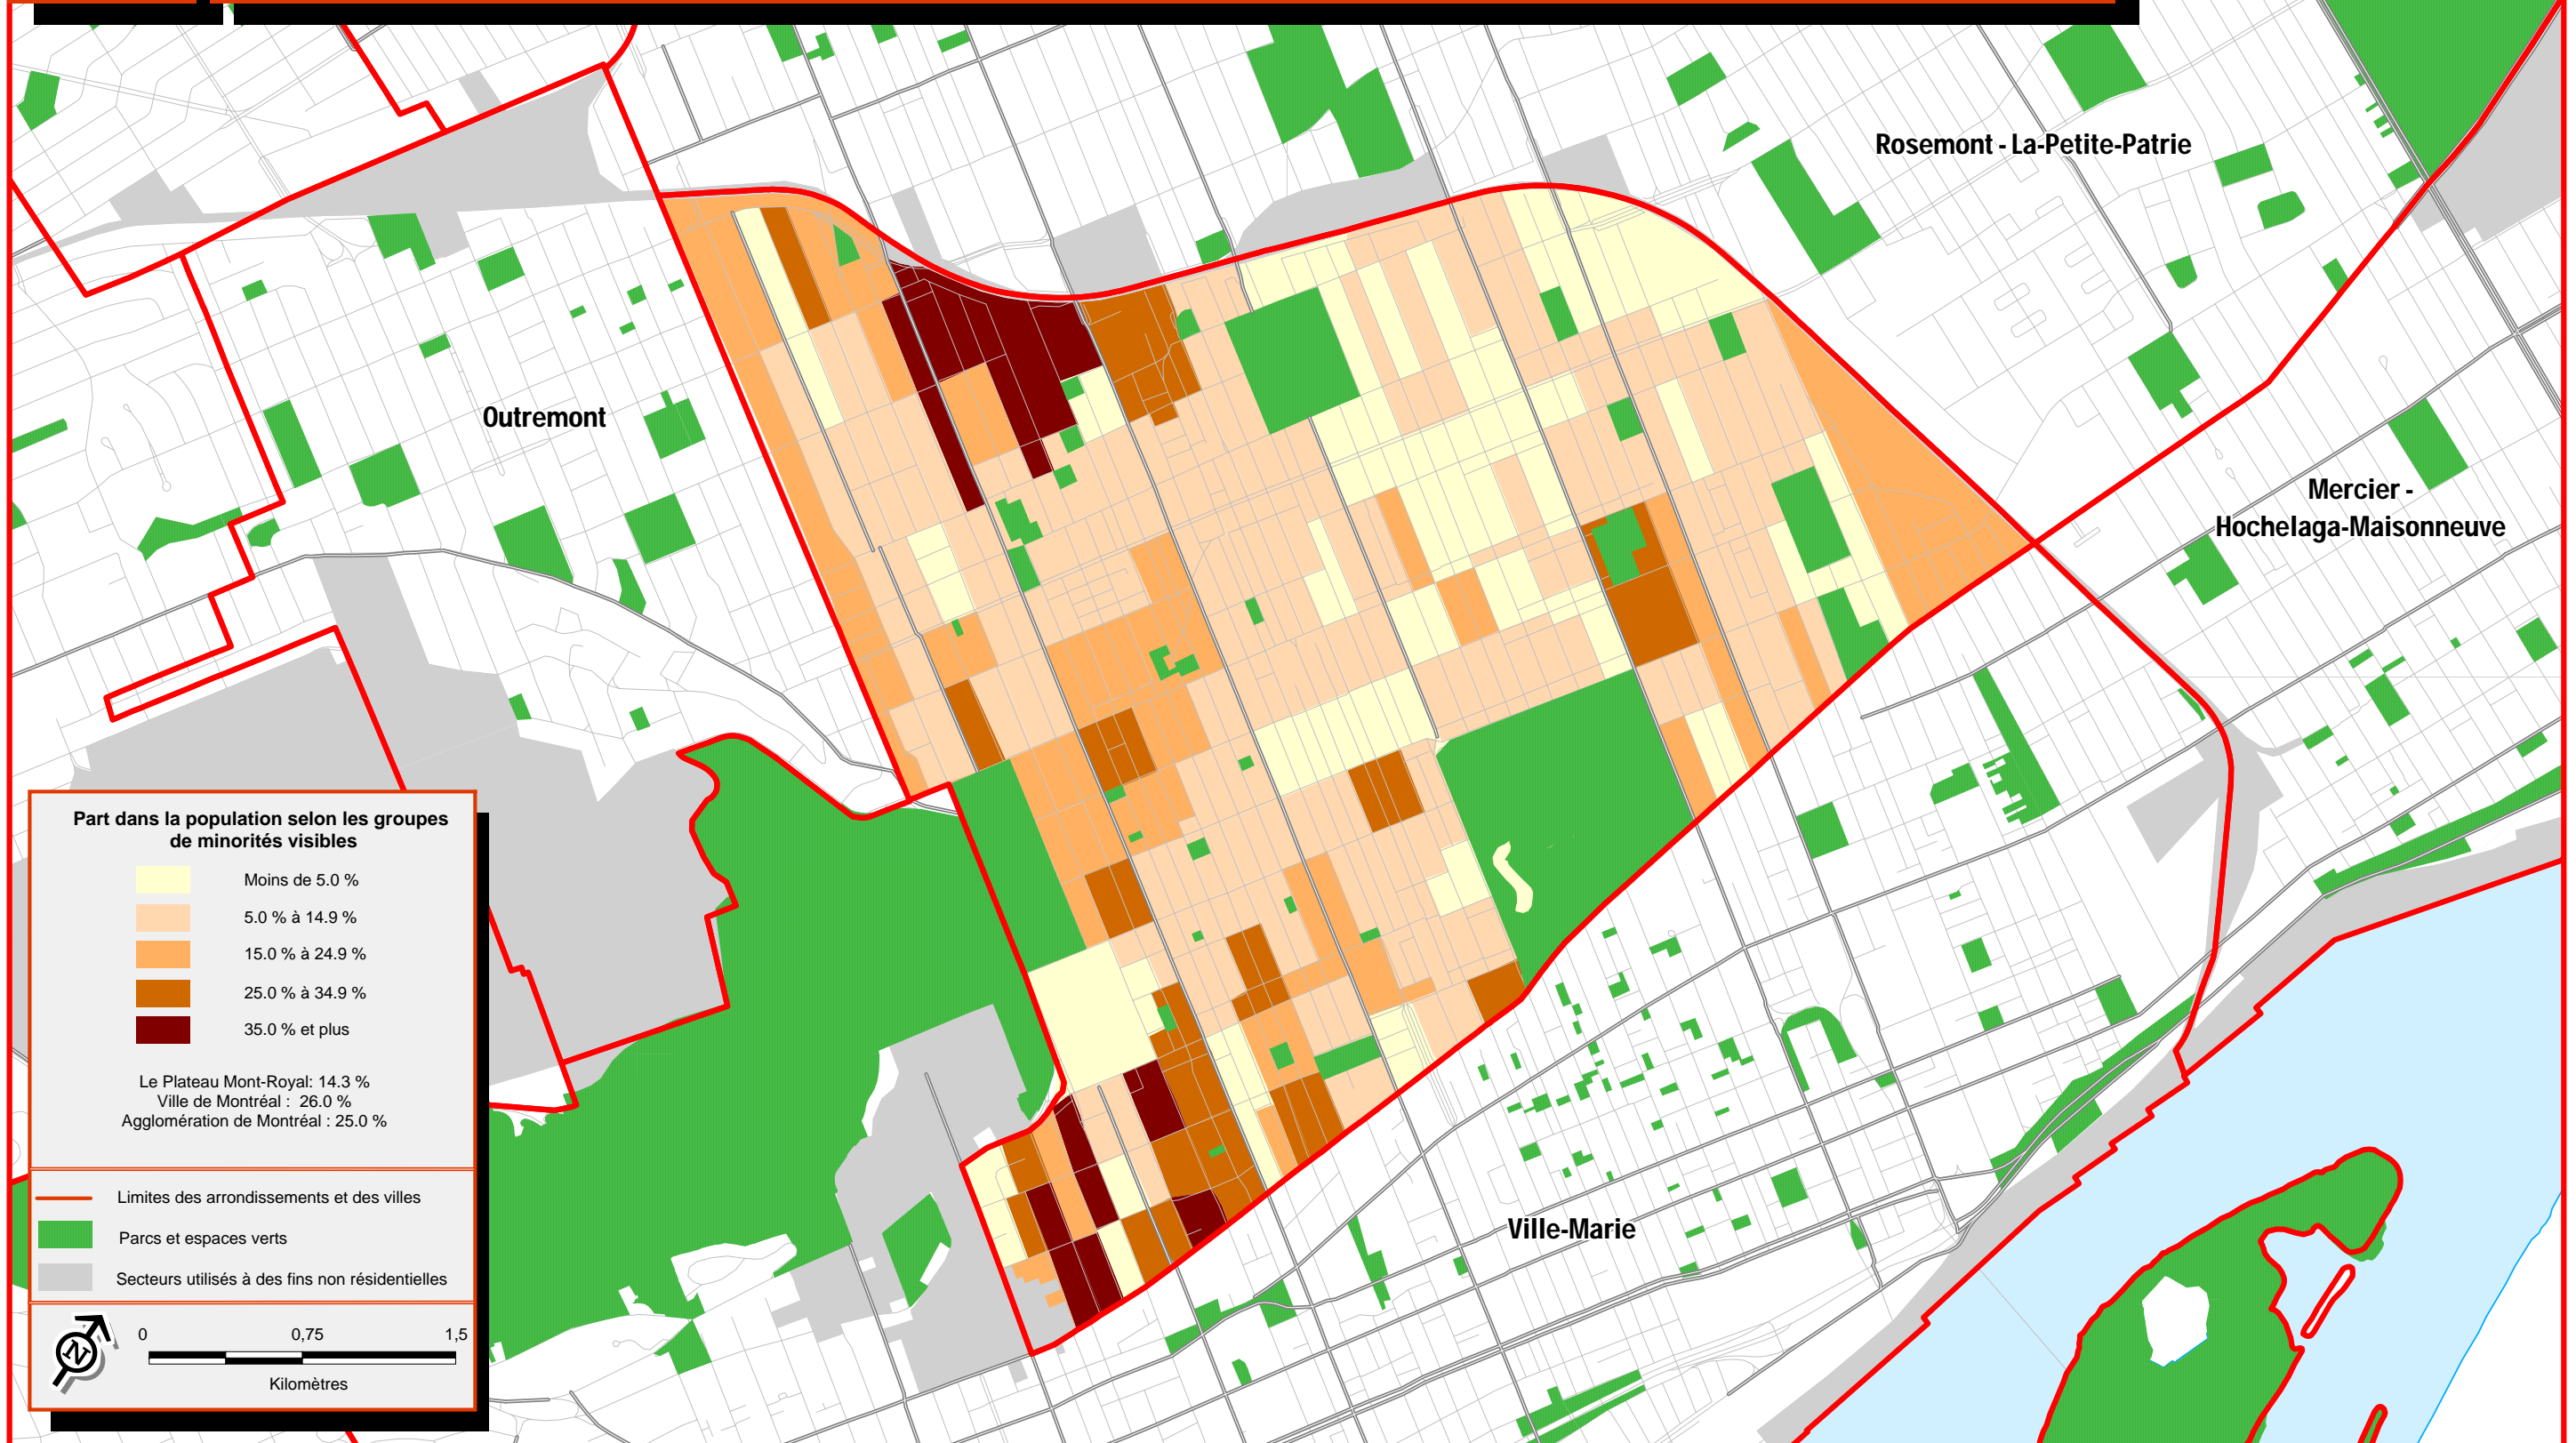 Rosemont - La-Petite-Patrie
Outremont
Mercier -
Hochelaga-Maisonneuve
Ville-Marie
Part dans la population selon les groupes
de minorités visibles
Moins de 5.0 %
5.0 % à 14.9 %
15.0 % à 24.9 %
25.0 % à 34.9 %
35.0 % et plus
Le Plateau Mont-Royal: 14.3 %
Ville de Montréal : 26.0 %
Agglomération de Montréal : 25.0 %
Limites des arrondissements et des villes
Parcs et espaces verts
Secteurs utilisés à des fins non résidentielles
N
0 0,75 1,5
Kilomètres